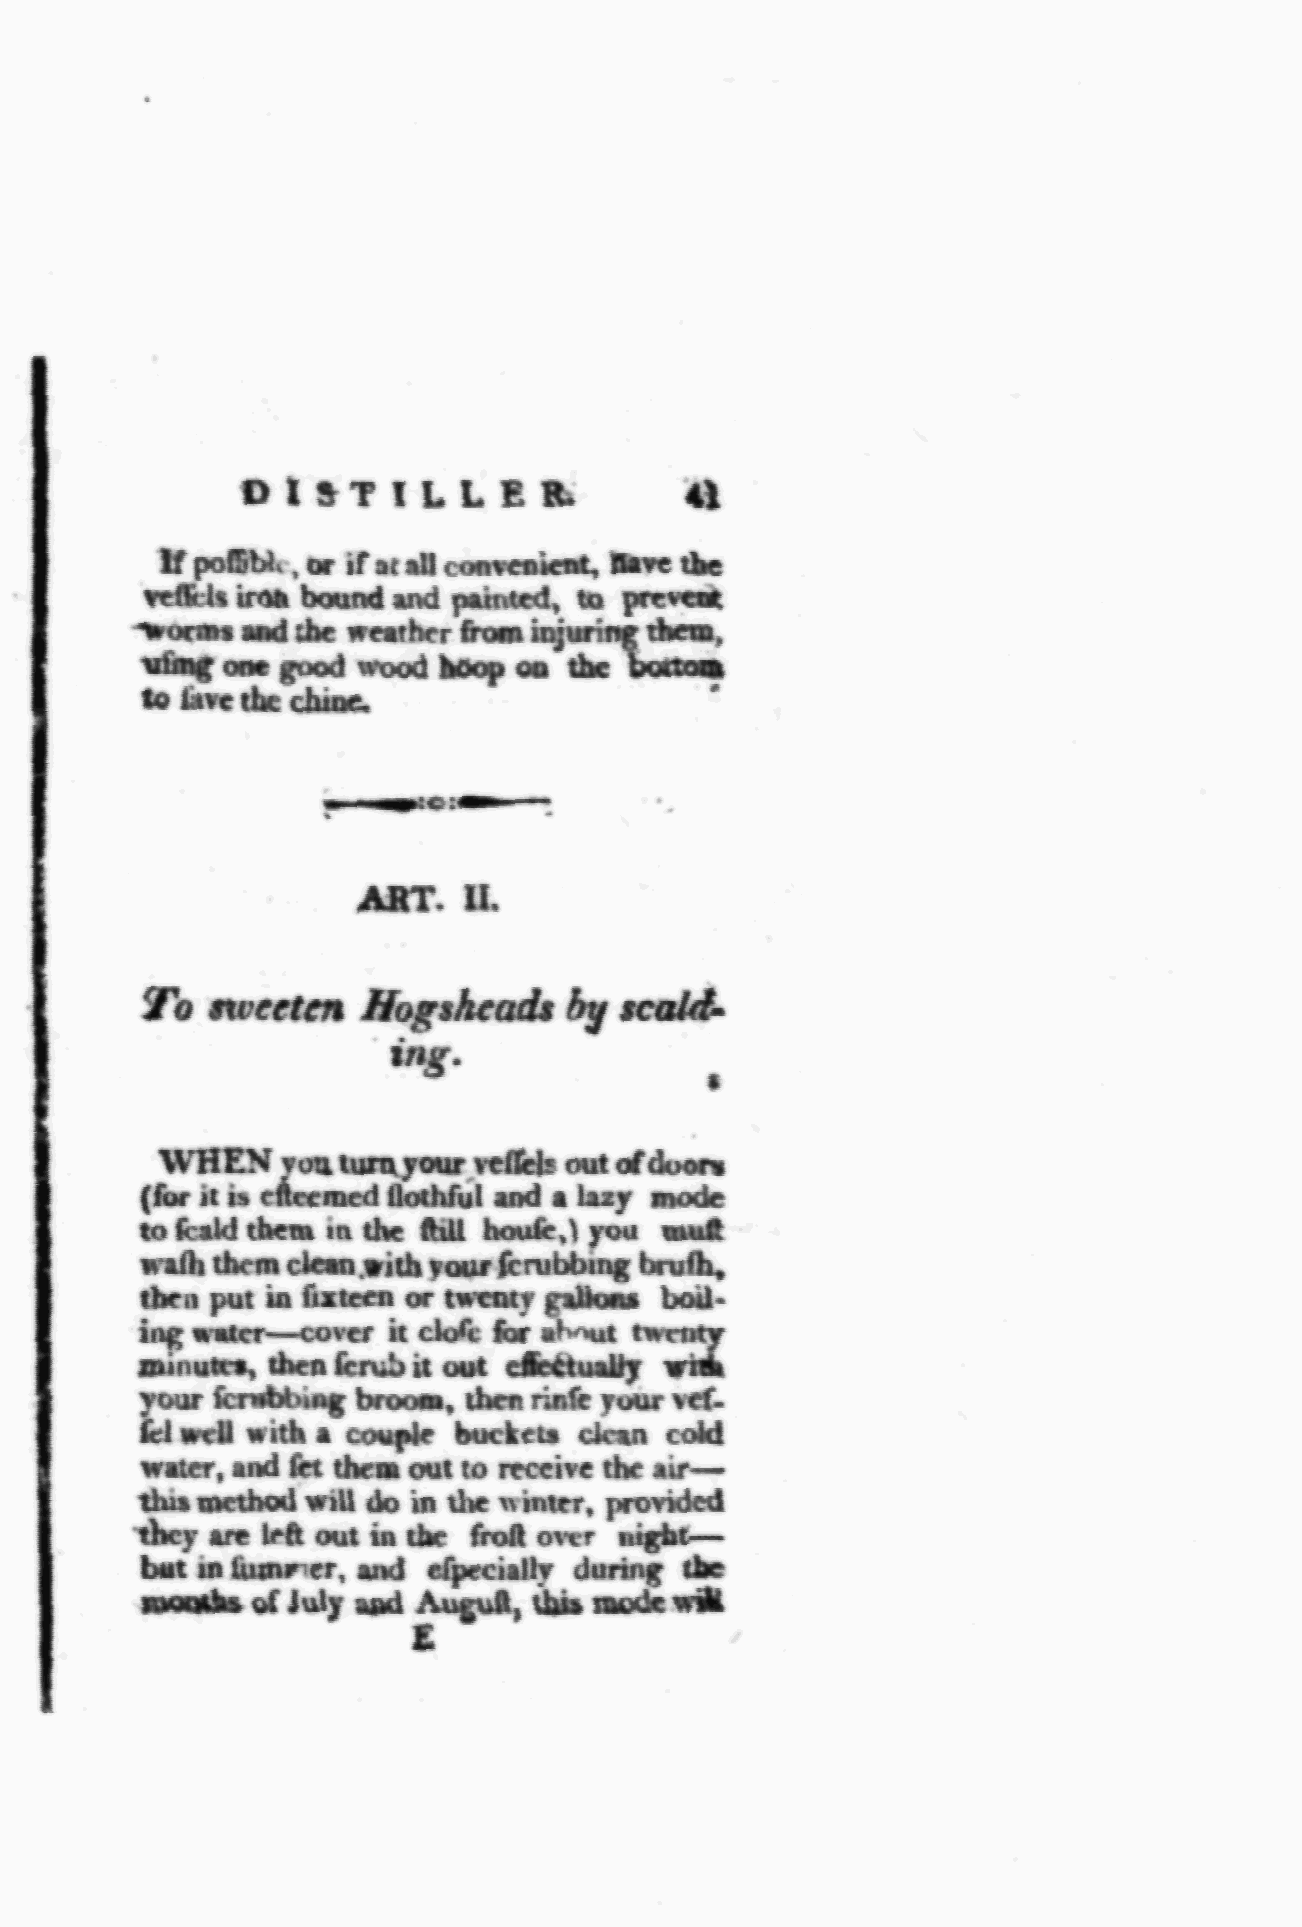 DISTILLER. 41
If poſſible, or if at all convenient, have the
veſſels iron bound and painted, to prevent
worms and the weather from injuring them,
uſing one good wood hoop on the bottom
to ſave the chine.
ART. II.
To sweeten Hogsheads by scald-
ing.
WHEN you turn your veſſels out of doors
(for it is eſteemed ſlothful and a lazy mode
to ſcald them in the ſtill houſe,) you muſt
waſh them clean with your ſcrubbing bruſh,
then put in ſixteen or twenty gallons boil-
ing water—cover it cloſe for about twenty
minutes, then ſcrub it out effectually with
your ſcrubbing broom, then rinſe your veſ-
ſel well with a couple buckets clean cold
water, and ſet them out to receive the air—
this method will do in the winter, provided
they are left out in the froſt over night—
but in ſummer, and eſpecially during the
months of July and Auguſt, this mode will
E